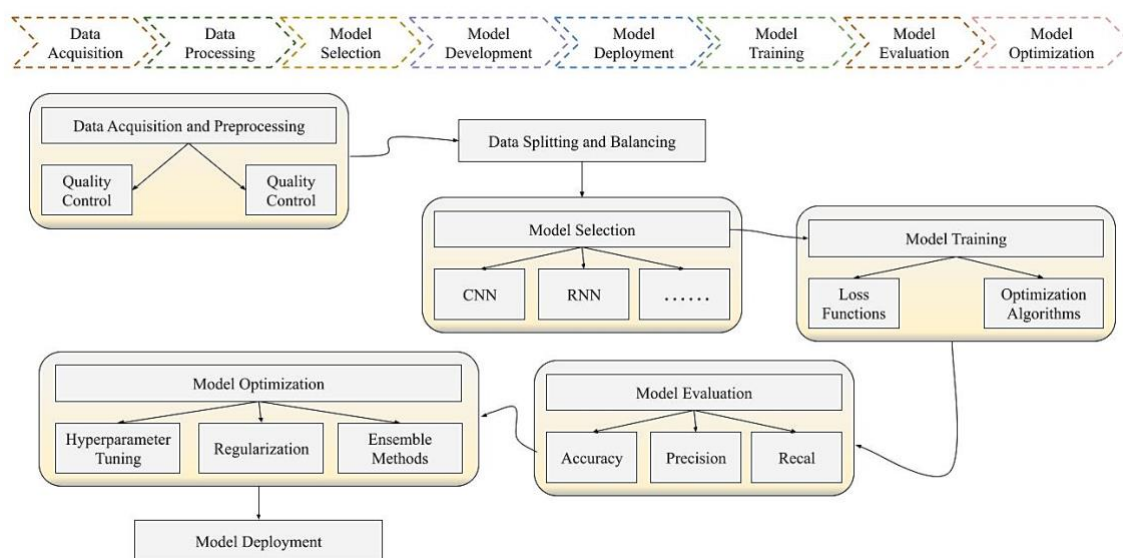 Data
Acquisition
Data
Processing
Model
Selection
Model
Development
Model
Deployment
Model
Training
Model
Evaluation
Model
Optimization
Data Acquisition and Preprocessing
Quality
Control
Quality
Control
Data Splitting and Balancing
Model Selection
CNN
RNN
......
Model Training
Loss
Functions
Optimization
Algorithms
Model Optimization
Hyperparameter
Tuning
Regularization
Ensemble
Methods
Model Evaluation
Accuracy
Precision
Recal
Model Deployment